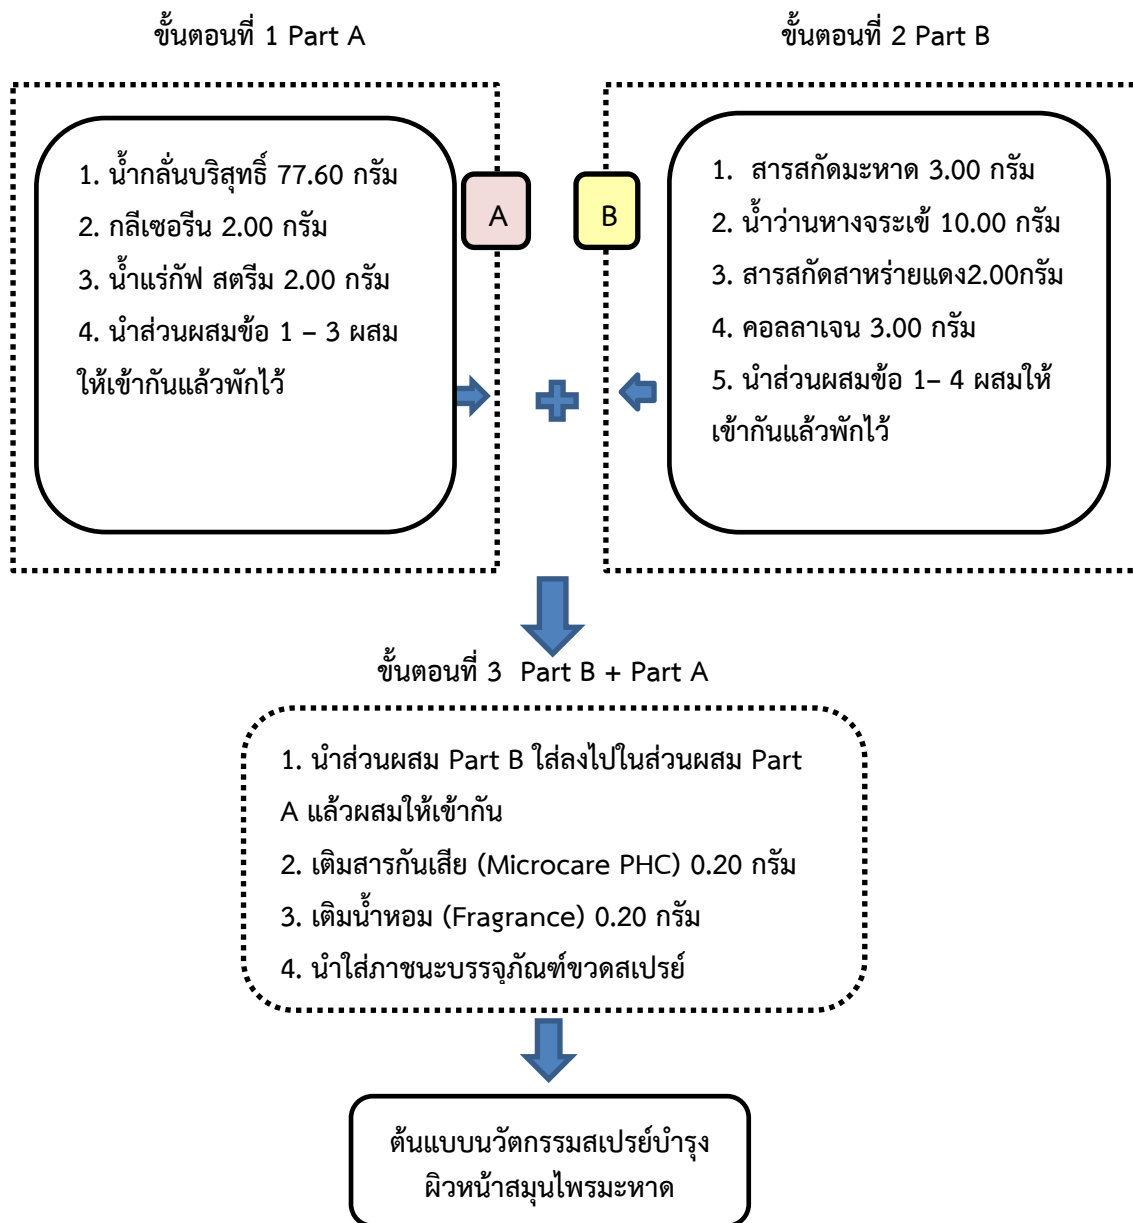 ขั้นตอนที่ 1 Part A
1. น้ำกลั่นบริสุทธิ์ 77.60 กรัม
2. กลีเซอรีน 2.00 กรัม
3. น้ำแร่กัฟ สตรีม 2.00 กรัม
4. นำส่วนผสมข้อ 1 – 3 ผสม
ให้เข้ากันแล้วพักไว้
A
ขั้นตอนที่ 2 Part B
B
1. สารสกัดมะหาด 3.00 กรัม
2. น้ำว่านหางจระเข้ 10.00 กรัม
3. สารสกัดสาหร่ายแดง2.00กรัม
4. คอลลาเจน 3.00 กรัม
5. นำส่วนผสมข้อ 1– 4 ผสมให้
เข้ากันแล้วพักไว้
ขั้นตอนที่ 3 Part B + Part A
1. นำส่วนผสม Part B ใส่ลงไปในส่วนผสม Part
A แล้วผสมให้เข้ากัน
2. เติมสารกันเสีย (Microcare PHC) 0.20 กรัม
3. เติมน้ำหอม (Fragrance) 0.20 กรัม
4. นำใส่ภาชนะบรรจุภัณฑ์ขวดสเปรย์
ต้นแบบนวัตกรรมสเปรย์บำรุง
ผิวหน้าสมุนไพรมะหาด